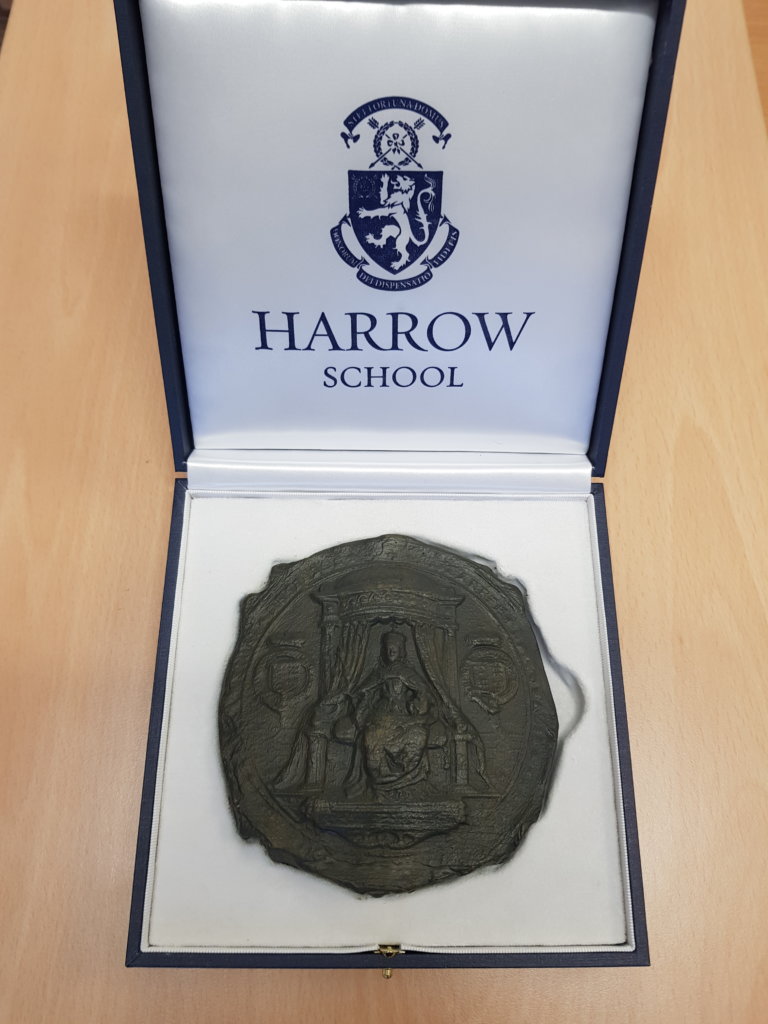 STET FORTUNA DOMUS
DONORUM DEI DISPENSATIO FIDELIS
HARROW
SCHOOL